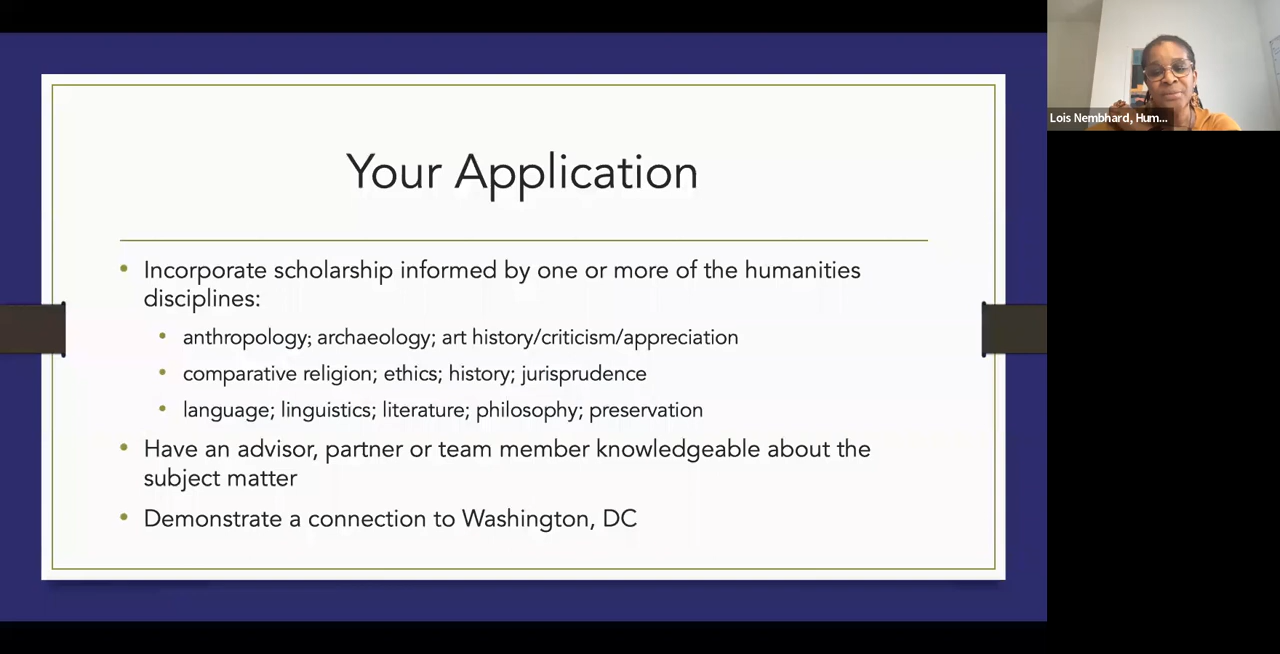 Your Application
• Incorporate scholarship informed by one or more of the humanities
disciplines:
• anthropology; archaeology; art history/criticism/appreciation
• comparative religion; ethics; history; jurisprudence
• language; linguistics; literature; philosophy; preservation
• Have an advisor, partner or team member knowledgeable about the
subject matter
• Demonstrate a connection to Washington, DC
Lois Nembhard, Hum...